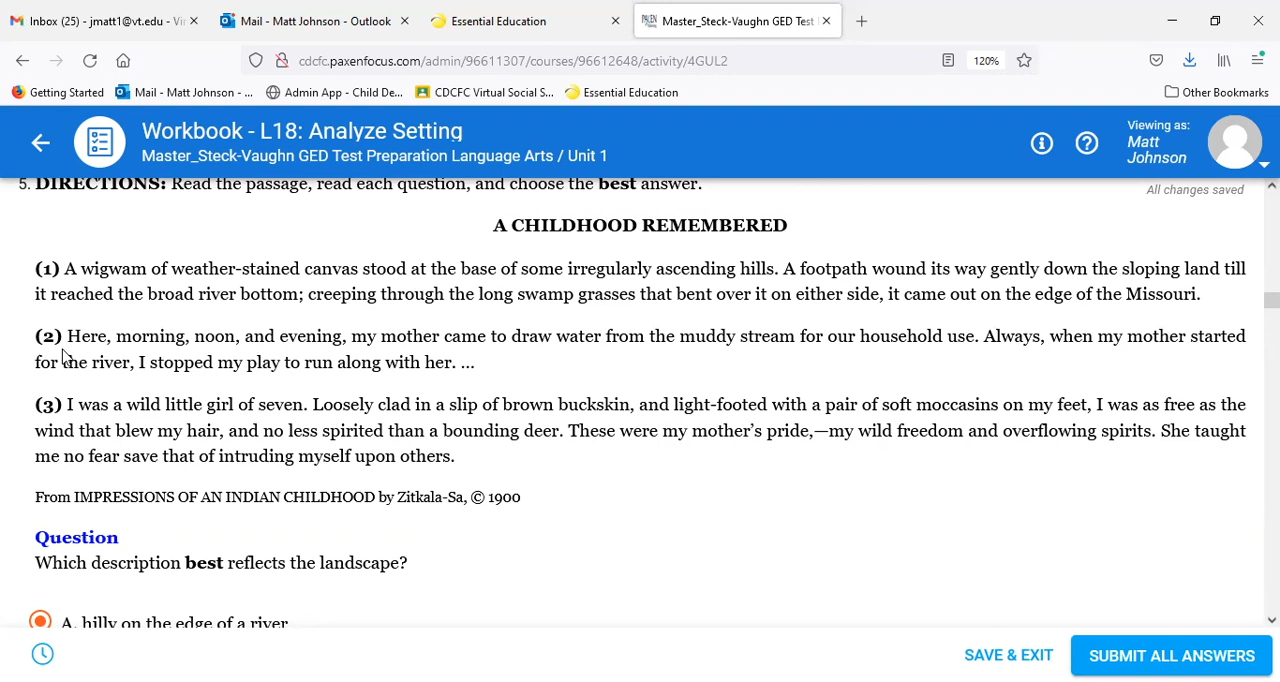 Inbox (25) - jmatt1@vt.edu - Vir
Mail - Matt Johnson - Outlook
Essential Education
Master_Steck-Vaughn GED Test
cdcfc.paxenfocus.com/admin/96611307/courses/96612648/activity/4GUL2
120%
Getting Started
Mail - Matt Johnson - ...
Admin App - Child De...
CDCFC Virtual Social S...
Essential Education
Other Bookmarks
Workbook - L18: Analyze Setting
Master_Steck-Vaughn GED Test Preparation Language Arts / Unit 1
Viewing as:
Matt
Johnson
5. DIRECTIONS: Read the passage, read each question, and choose the best answer.
All changes saved
A CHILDHOOD REMEMBERED
(1) A wigwam of weather-stained canvas stood at the base of some irregularly ascending hills. A footpath wound its way gently down the sloping land till
it reached the broad river bottom; creeping through the long swamp grasses that bent over it on either side, it came out on the edge of the Missouri.
(2) Here, morning, noon, and evening, my mother came to draw water from the muddy stream for our household use. Always, when my mother started
for the river, I stopped my play to run along with her. ...
(3) I was a wild little girl of seven. Loosely clad in a slip of brown buckskin, and light-footed with a pair of soft moccasins on my feet, I was as free as the
wind that blew my hair, and no less spirited than a bounding deer. These were my mother's pride,—my wild freedom and overflowing spirits. She taught
me no fear save that of intruding myself upon others.
From IMPRESSIONS OF AN INDIAN CHILDHOOD by Zitkala-Sa, © 1900
Question
Which description best reflects the landscape?
A. hilly on the edge of a river
SAVE & EXIT
SUBMIT ALL ANSWERS